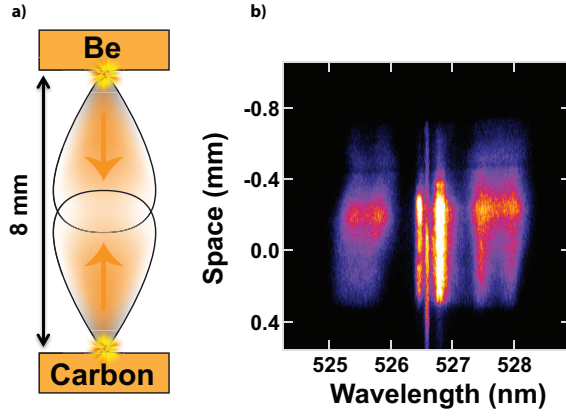 a)
Be
8 mm
Carbon
b)
Space (mm)
-0.8
-0.4
0.0
0.4
525 526 527 528
Wavelength (nm)